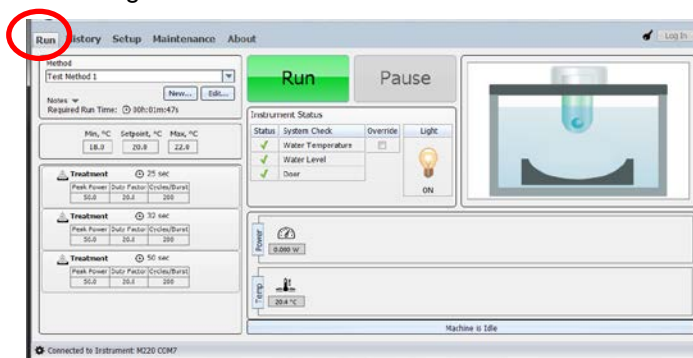 Run History Setup Maintenance About
Log In
Method
Test Method 1
New... Edit...
Notes
Required Run Time: 00h:01m:47s
Min, °C Setpoint, °C Max, °C
18.0 20.0 22.0
Treatment 25 sec
Peak Power Duty Factor Cycles/Burst
50.0 20.0 200
Treatment 32 sec
Peak Power Duty Factor Cycles/Burst
50.0 20.0 200
Treatment 50 sec
Peak Power Duty Factor Cycles/Burst
50.0 20.0 200
Run
Pause
Instrument Status
Status System Check Override Light
Water Temperature
Water Level
Door
ON
Power
0.000 W
Temp
20.4 °C
Machine is Idle
Connected to Instrument M220 COM7